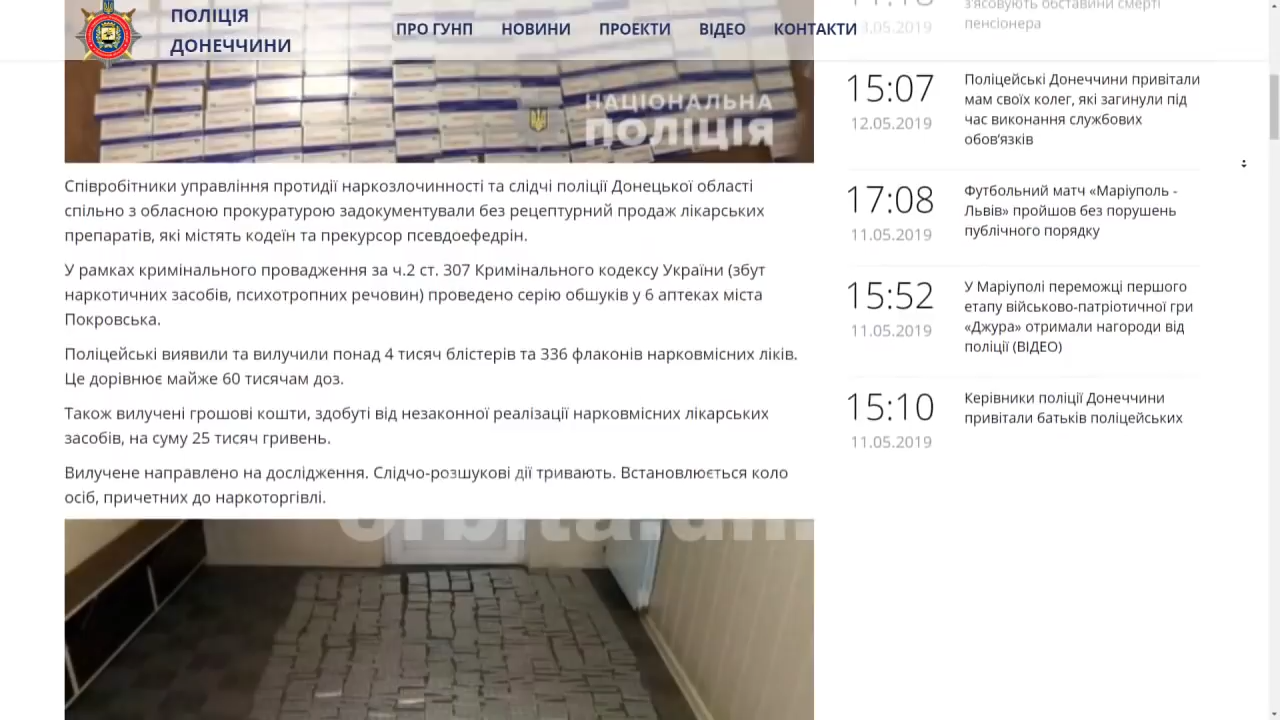 ПОЛІЦІЯ
ДОНЕЧЧИНИ
ПРО ГУНП
НОВИНИ
ПРОЕКТИ
ВІДЕО
КОНТАКТИ
НАЦІОНАЛЬНА
ПОЛІЦІЯ
Співробітники управління протидії наркозлочинності та слідчі поліції Донецької області
спільно з обласною прокуратурою задокументували без рецептурний продаж лікарських
препаратів, які містять кодеїн та прекурсор псевдоефедрін.
У рамках кримінального провадження за ч.2 ст. 307 Кримінального кодексу України (збут
наркотичних засобів, психотропних речовин) проведено серію обшуків у 6 аптеках міста
Покровська.
Поліцейські виявили та вилучили понад 4 тисяч блістерів та 336 флаконів нарковмісних ліків.
Це дорівнює майже 60 тисячам доз.
Також вилучені грошові кошти, здобуті від незаконної реалізації нарковмісних лікарських
засобів, на суму 25 тисяч гривень.
Вилучене направлено на дослідження. Слідчо-розшукові дії тривають. Встановлюється коло
осіб, причетних до наркоторгівлі.
з'ясовують обставини смерті
пенсіонера
15:07
12.05.2019
Поліцейські Донеччини привітали
мам своїх колег, які загинули під
час виконання службових
обов’язків
17:08
11.05.2019
Футбольний матч «Маріуполь -
Львів» пройшов без порушень
публічного порядку
15:52
11.05.2019
У Маріуполі переможці першого
етапу військово-патріотичної гри
«Джура» отримали нагороди від
поліції (ВІДЕО)
15:10
11.05.2019
Керівники поліції Донеччини
привітали батьків поліцейських